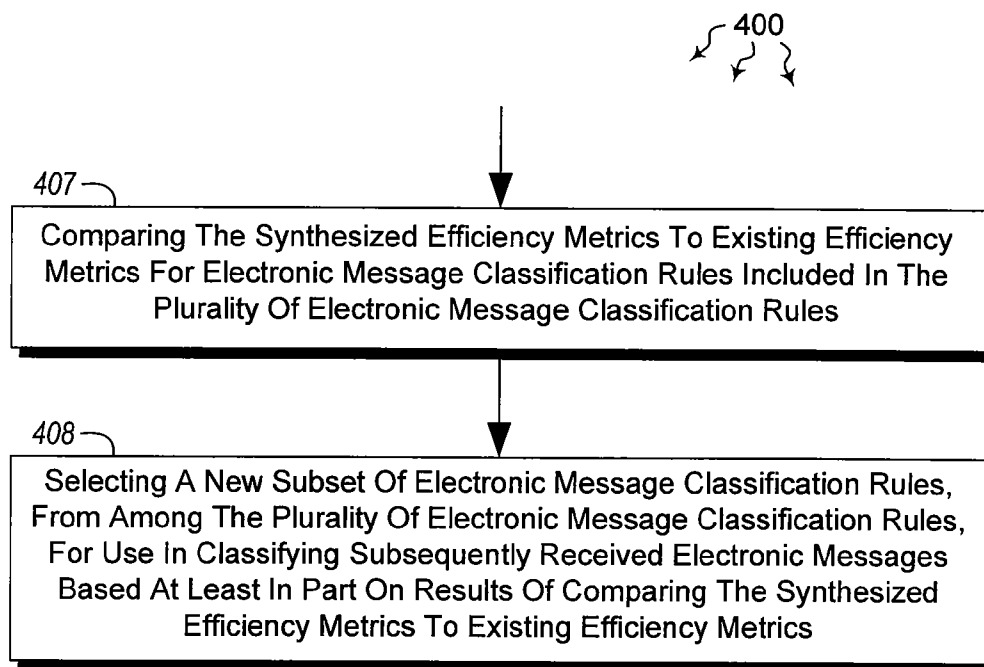 400
407
Comparing The Synthesized Efficiency Metrics To Existing Efficiency
Metrics For Electronic Message Classification Rules Included In The
Plurality Of Electronic Message Classification Rules
408
Selecting A New Subset Of Electronic Message Classification Rules,
From Among The Plurality Of Electronic Message Classification Rules,
For Use In Classifying Subsequently Received Electronic Messages
Based At Least In Part On Results Of Comparing The Synthesized
Efficiency Metrics To Existing Efficiency Metrics